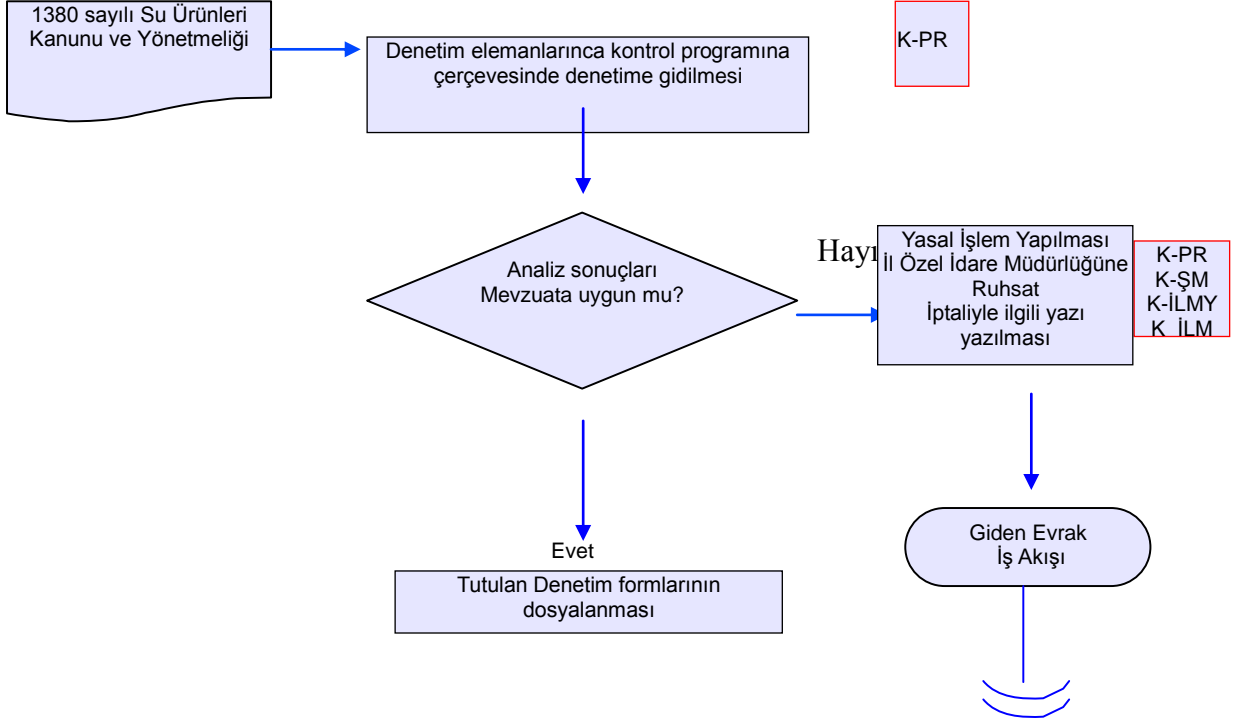 1380 sayılı Su Ürünleri
Kanunu ve Yönetmeliği
Denetim elemanlarınca kontrol programına
çerçevesinde denetime gidilmesi
K-PR
Analiz sonuçları
Mevzuata uygun mu?
Hayı
Yasal İşlem Yapılması
İl Özel İdare Müdürlüğüne
Ruhsat
İptaliyle ilgili yazı
yazılması
K-PR
K-ŞM
K-İLMY
K İLM
Evet
Tutulan Denetim formlarının
dosyalanması
Giden Evrak
İş Akışı